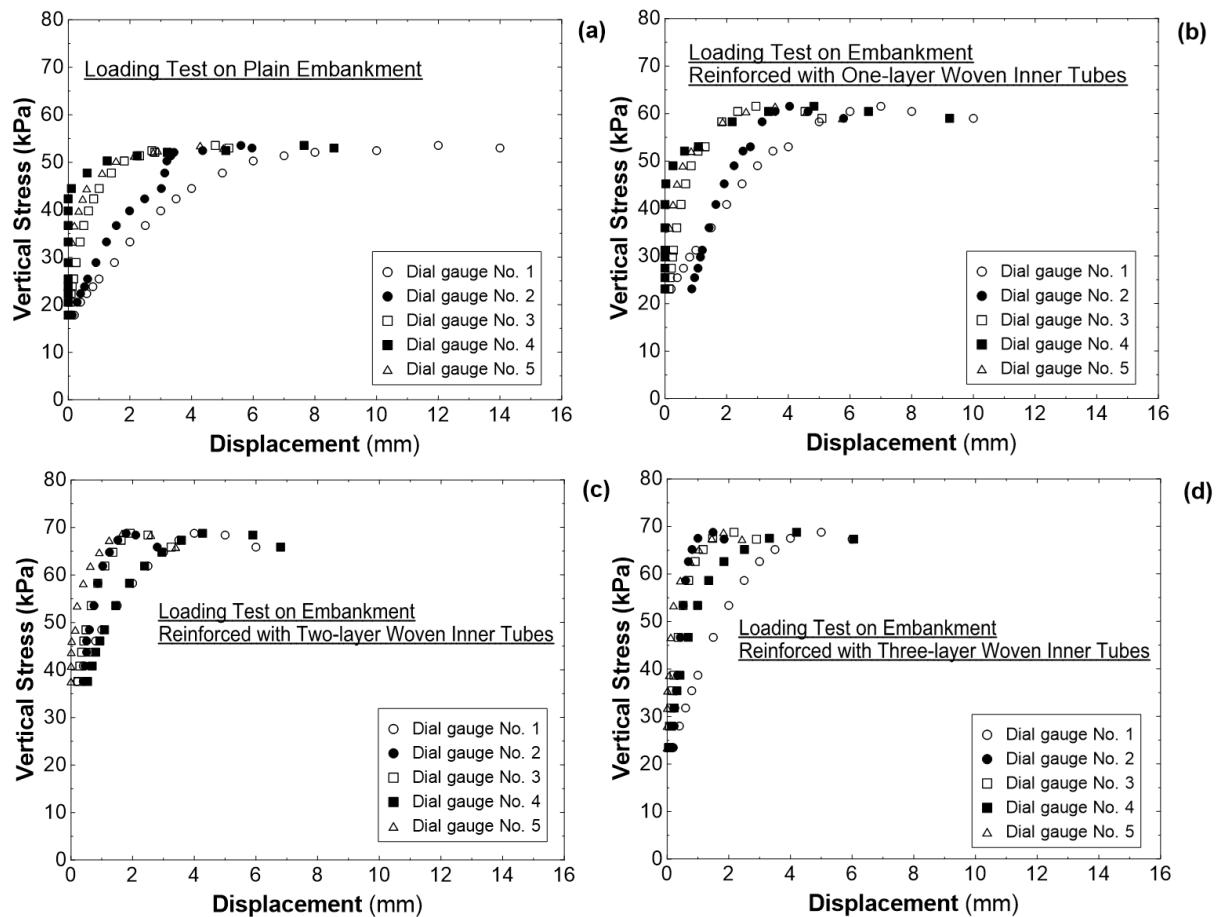 (a)
Loading Test on Plain Embankment
Vertical Stress (kPa)
80
70
60
50
40
30
20
10
0
Dial gauge No. 1
Dial gauge No. 2
Dial gauge No. 3
Dial gauge No. 4
Dial gauge No. 5
0 2 4 6 8 10 12 14 16
Displacement (mm)
(b)
Loading Test on Embankment
Reinforced with One-layer Woven Inner Tubes
Vertical Stress (kPa)
80
70
60
50
40
30
20
10
0
Dial gauge No. 1
Dial gauge No. 2
Dial gauge No. 3
Dial gauge No. 4
Dial gauge No. 5
0 2 4 6 8 10 12 14 16
Displacement (mm)
(c)
Vertical Stress (kPa)
80
70
60
50
40
30
20
10
0
Loading Test on Embankment
Reinforced with Two-layer Woven Inner Tubes
Dial gauge No. 1
Dial gauge No. 2
Dial gauge No. 3
Dial gauge No. 4
Dial gauge No. 5
0 2 4 6 8 10 12 14 16
Displacement (mm)
(d)
Vertical Stress (kPa)
80
70
60
50
40
30
20
10
0
Loading Test on Embankment
Reinforced with Three-layer Woven Inner Tubes
Dial gauge No. 1
Dial gauge No. 2
Dial gauge No. 3
Dial gauge No. 4
Dial gauge No. 5
0 2 4 6 8 10 12 14 16
Displacement (mm)